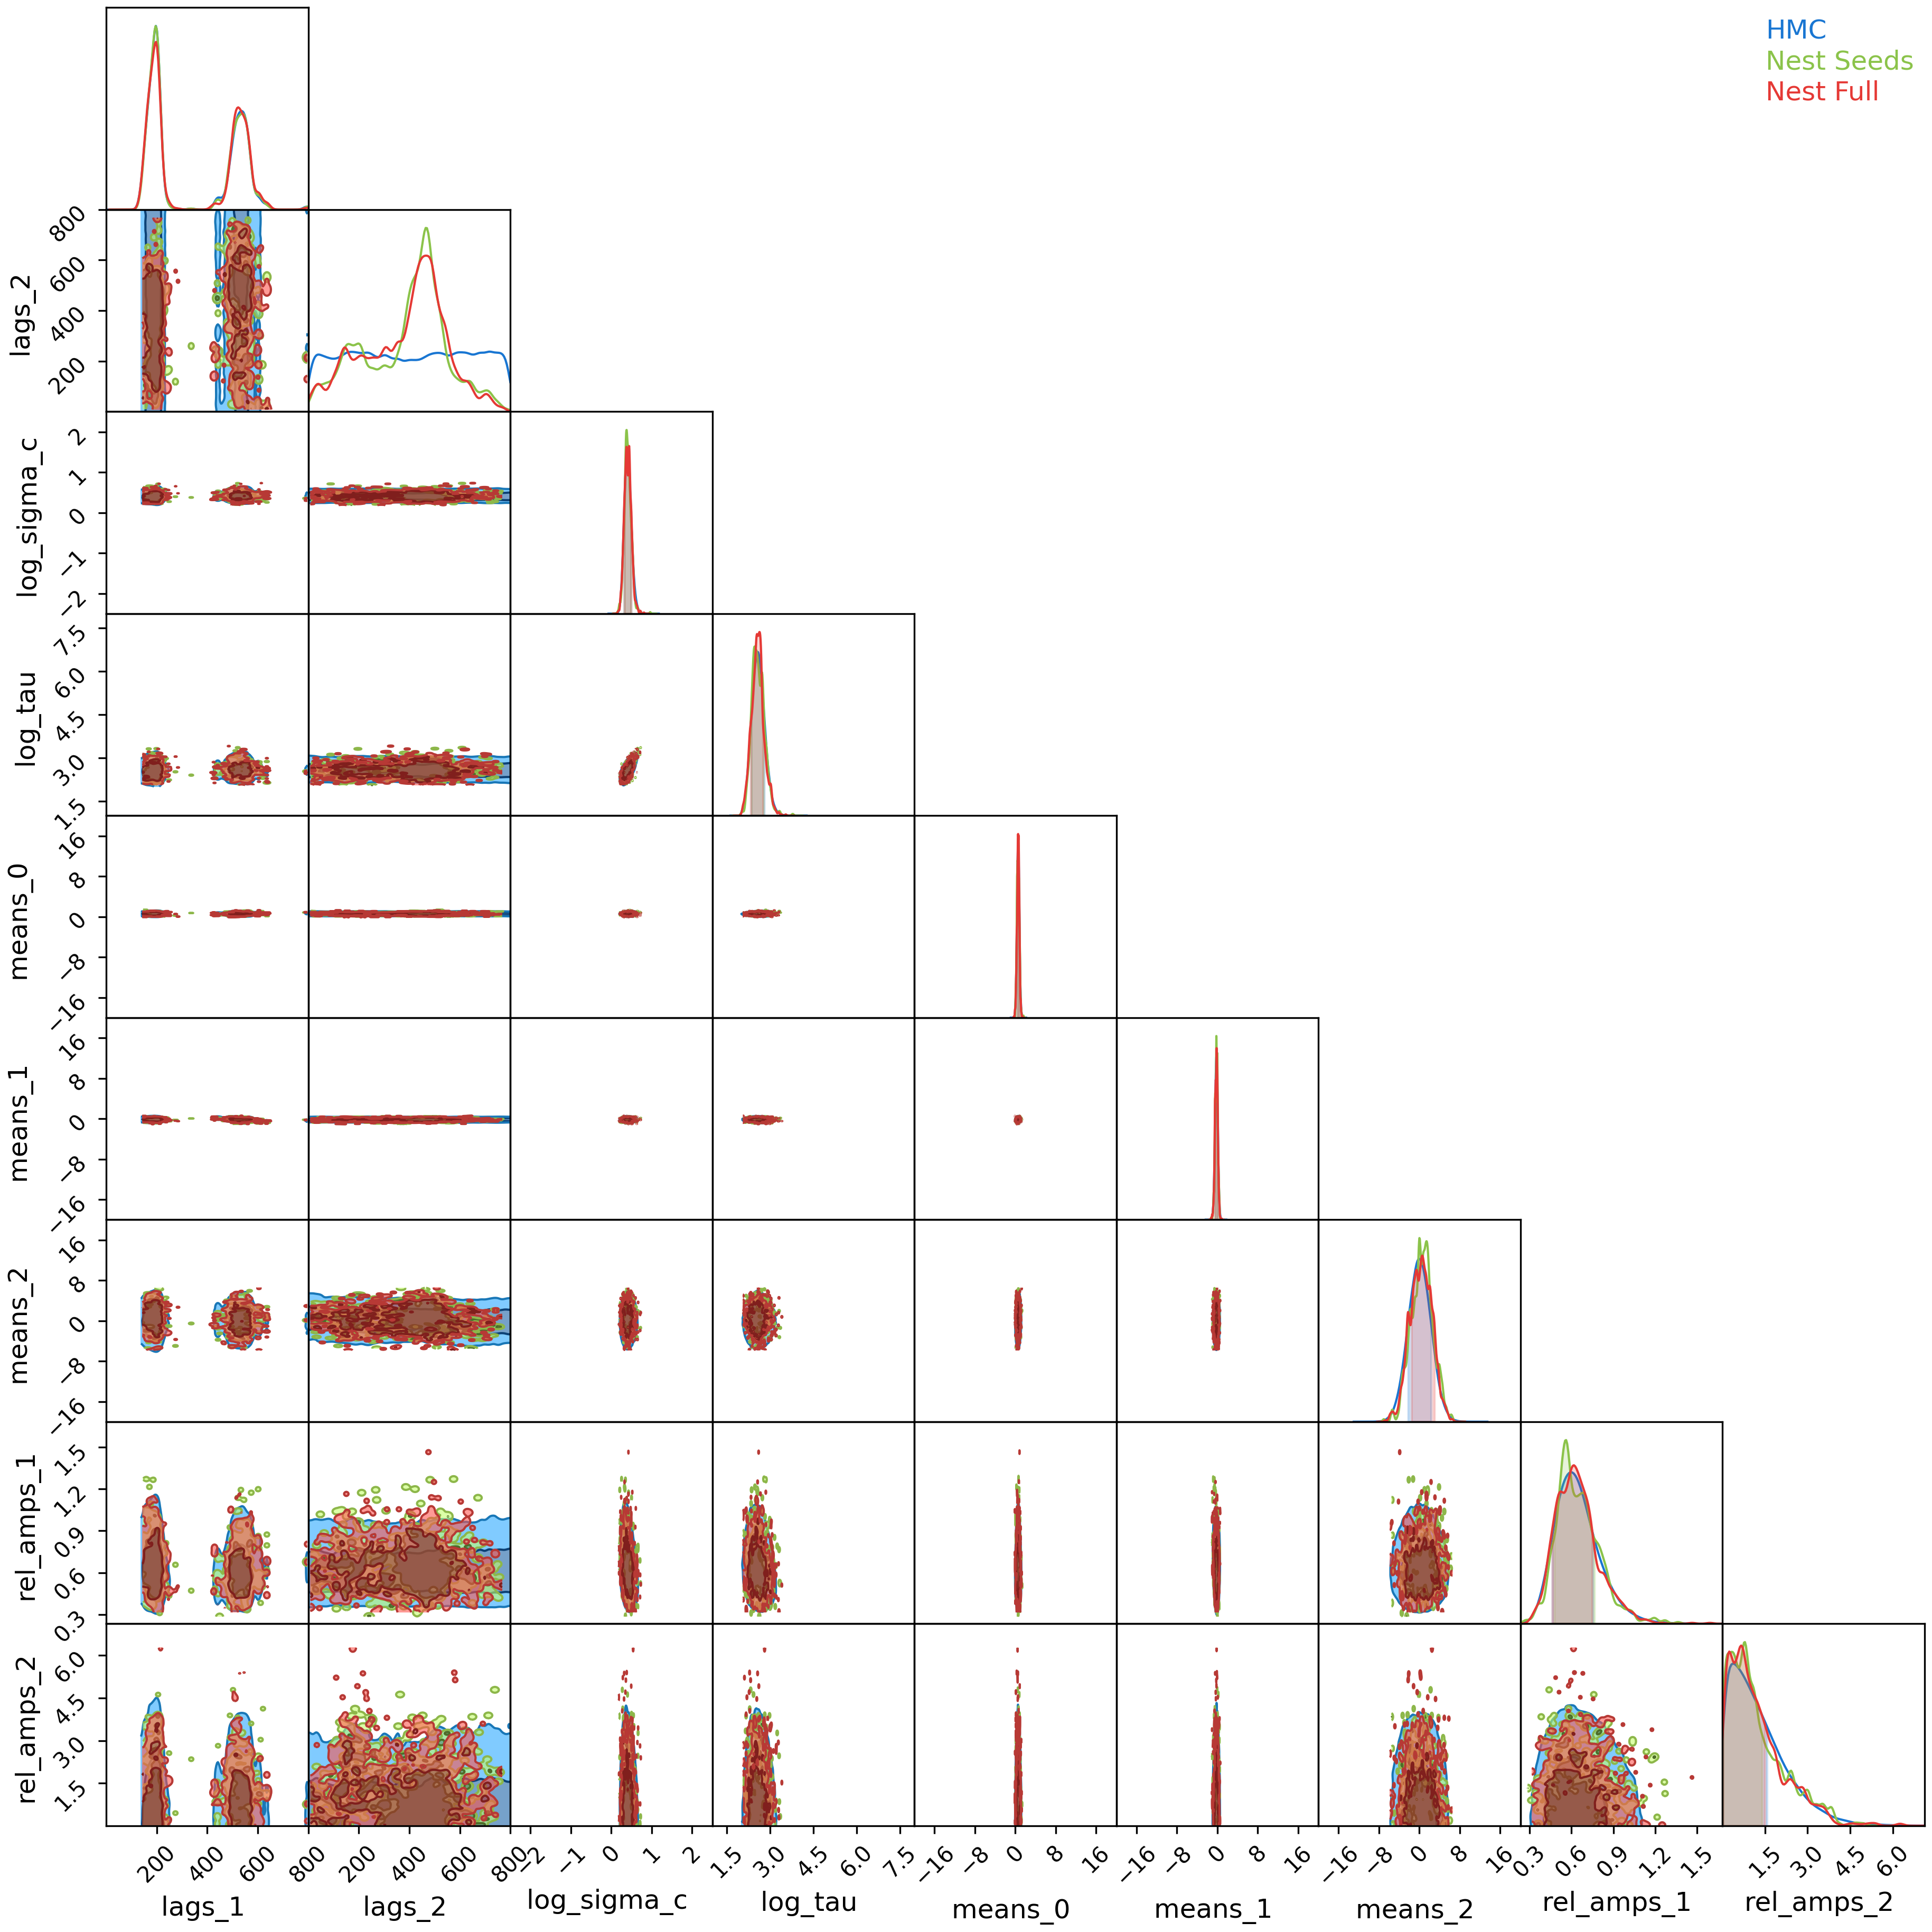 HMC
Nest Seeds
Nest Full
lags_2
800
600
400
200
log_sigma_c
2
1
0
−1
−2
log_tau
7.5
6.0
4.5
3.0
1.5
means_0
16
8
0
−8
−16
means_1
16
8
0
−8
−16
means_2
16
8
0
−8
−16
rel_amps_1
1.5
1.2
0.9
0.6
0.3
rel_amps_2
6.0
4.5
3.0
1.5
200 400 600 800 200 400 600 800 −2 −1 0 1 2 1.5 3.0 4.5 6.0 7.5 −16 −8 0 8 16 −16 −8 0 8 16 −16 −8 0 8 16 0.3 0.6 0.9 1.2 1.5 1.5 3.0 4.5 6.0
lags_1 lags_2 log_sigma_c log_tau means_0 means_1 means_2 rel_amps_1 rel_amps_2